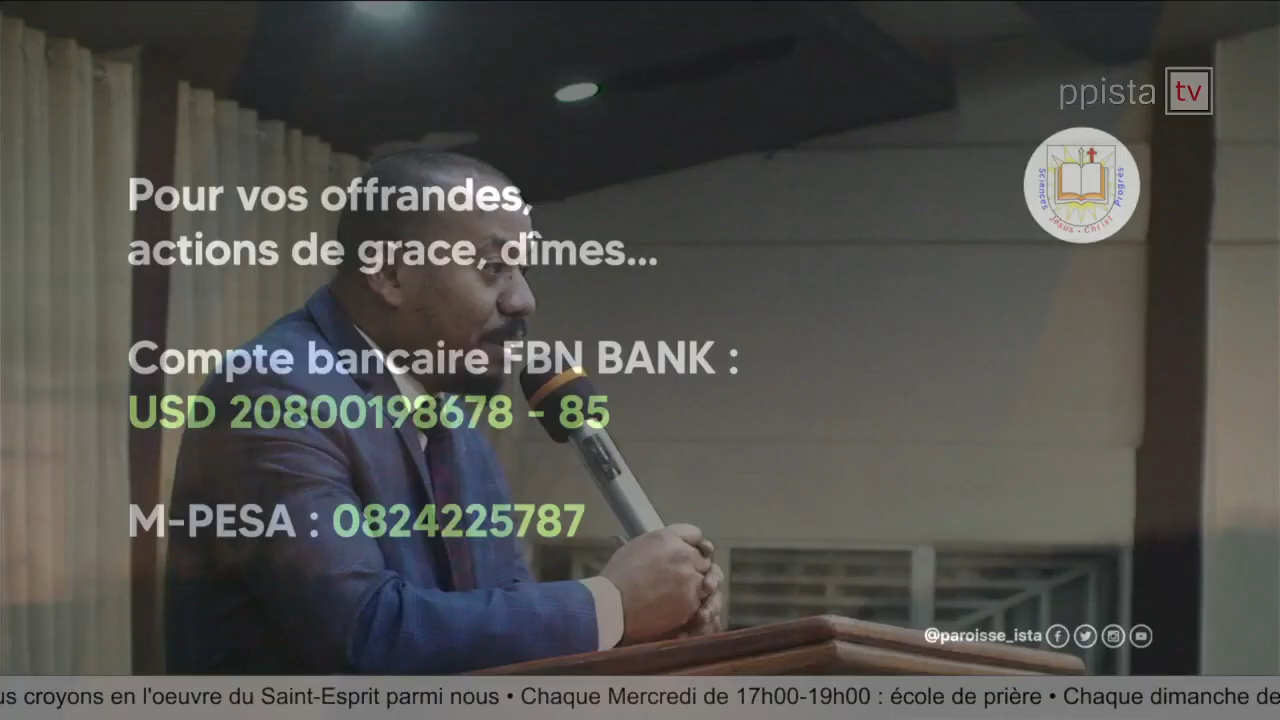 ppista tv
Sciences Jésus - Christ Progrès
Pour vos offrandes,
actions de grace, dîmes...
Compte bancaire FBN BANK :
USD 20800198678 - 85
M-PESA : 0824225787
@paroisse_ista
us croyons en l'oeuvre du Saint-Esprit parmi nous • Chaque Mercredi de 17h00-19h00 : école de prière • Chaque dimanche de